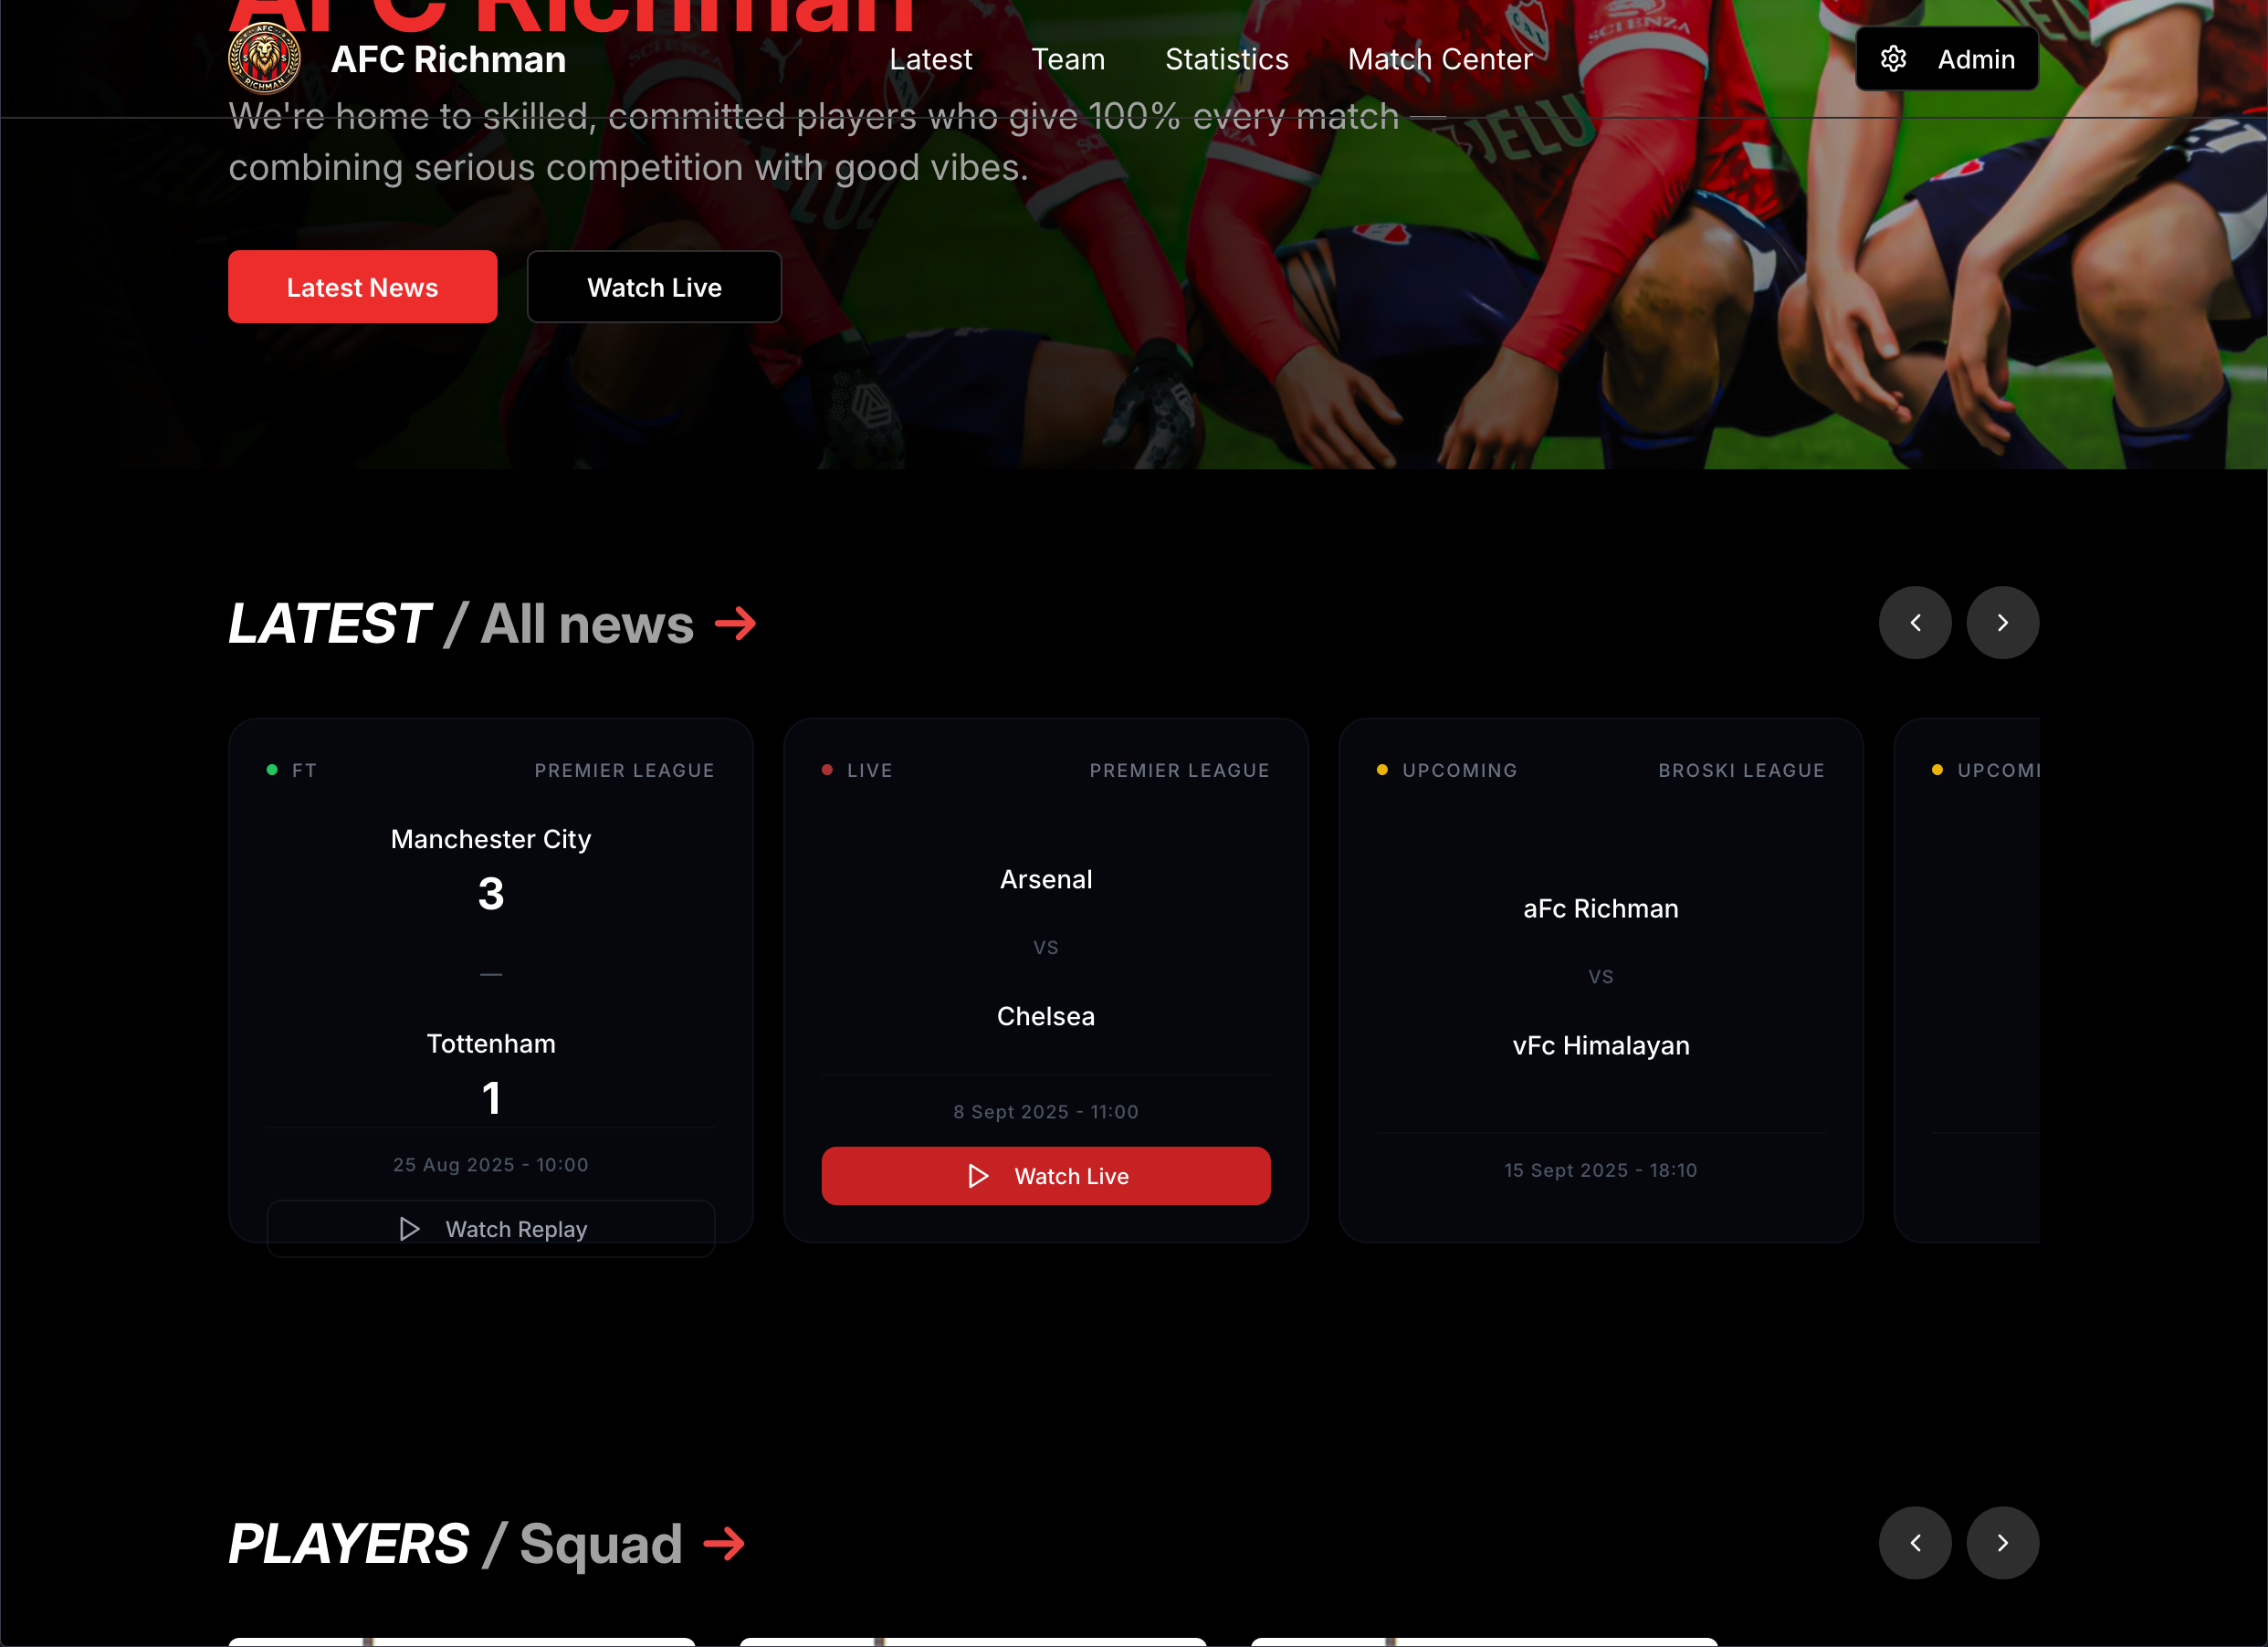 AFC Richman
AFC
RICHMAN
AFC Richman
Latest
Team
Statistics
Match Center
Admin
We're home to skilled, committed players who give 100% every match —
combining serious competition with good vibes.
Latest News
Watch Live
LATEST / All news →
FT
PREMIER LEAGUE
Manchester City
3
—
Tottenham
1
25 Aug 2025 - 10:00
Watch Replay
LIVE
PREMIER LEAGUE
Arsenal
VS
Chelsea
8 Sept 2025 - 11:00
Watch Live
UPCOMING
BROSKI LEAGUE
aFc Richman
VS
vFc Himalayan
15 Sept 2025 - 18:10
UPCOMI
PLAYERS / Squad →